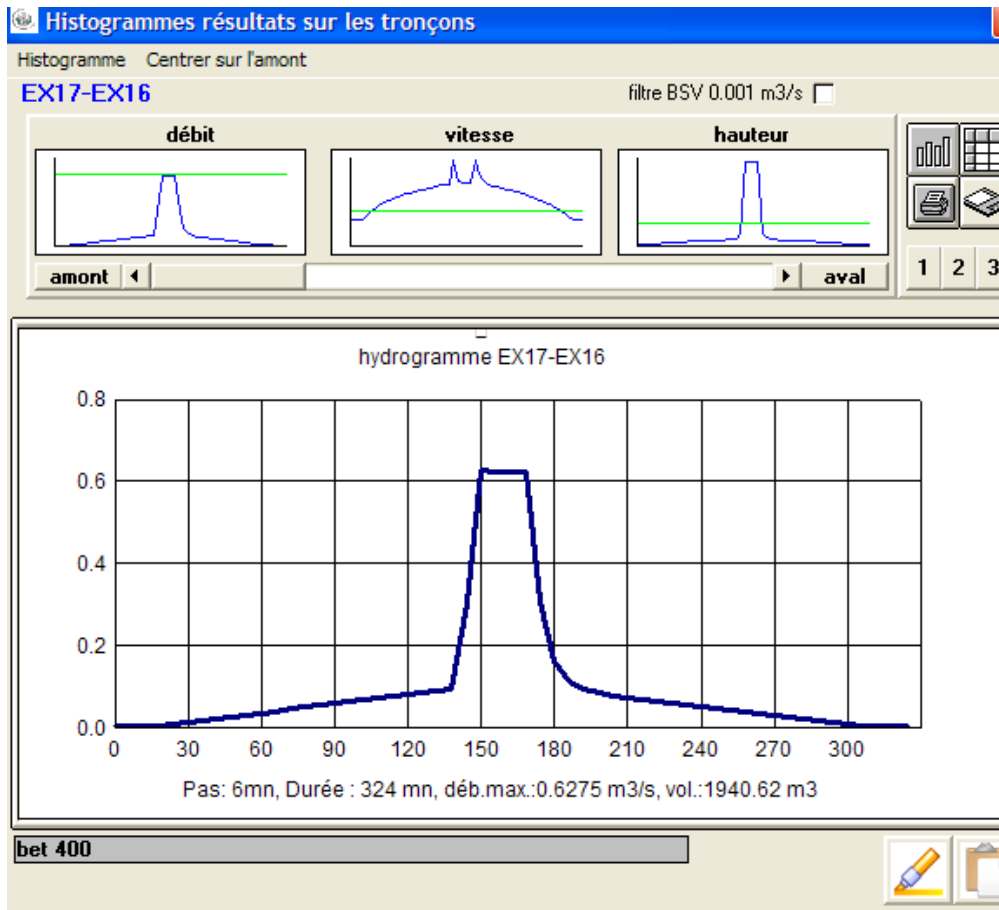 Histogrammes résultats sur les tronçons
Histogramme Centrer sur l'amont
EX17-EX16 filtre BSV 0.001 m3/s
débit vitesse hauteur
amont aval
1 2 3
hydrogramme EX17-EX16
0.8
0.6
0.4
0.2
0.0
0 30 60 90 120 150 180 210 240 270 300
Pas: 6mn, Durée : 324 mn, déb.max.:0.6275 m3/s, vol.:1940.62 m3
bet 400